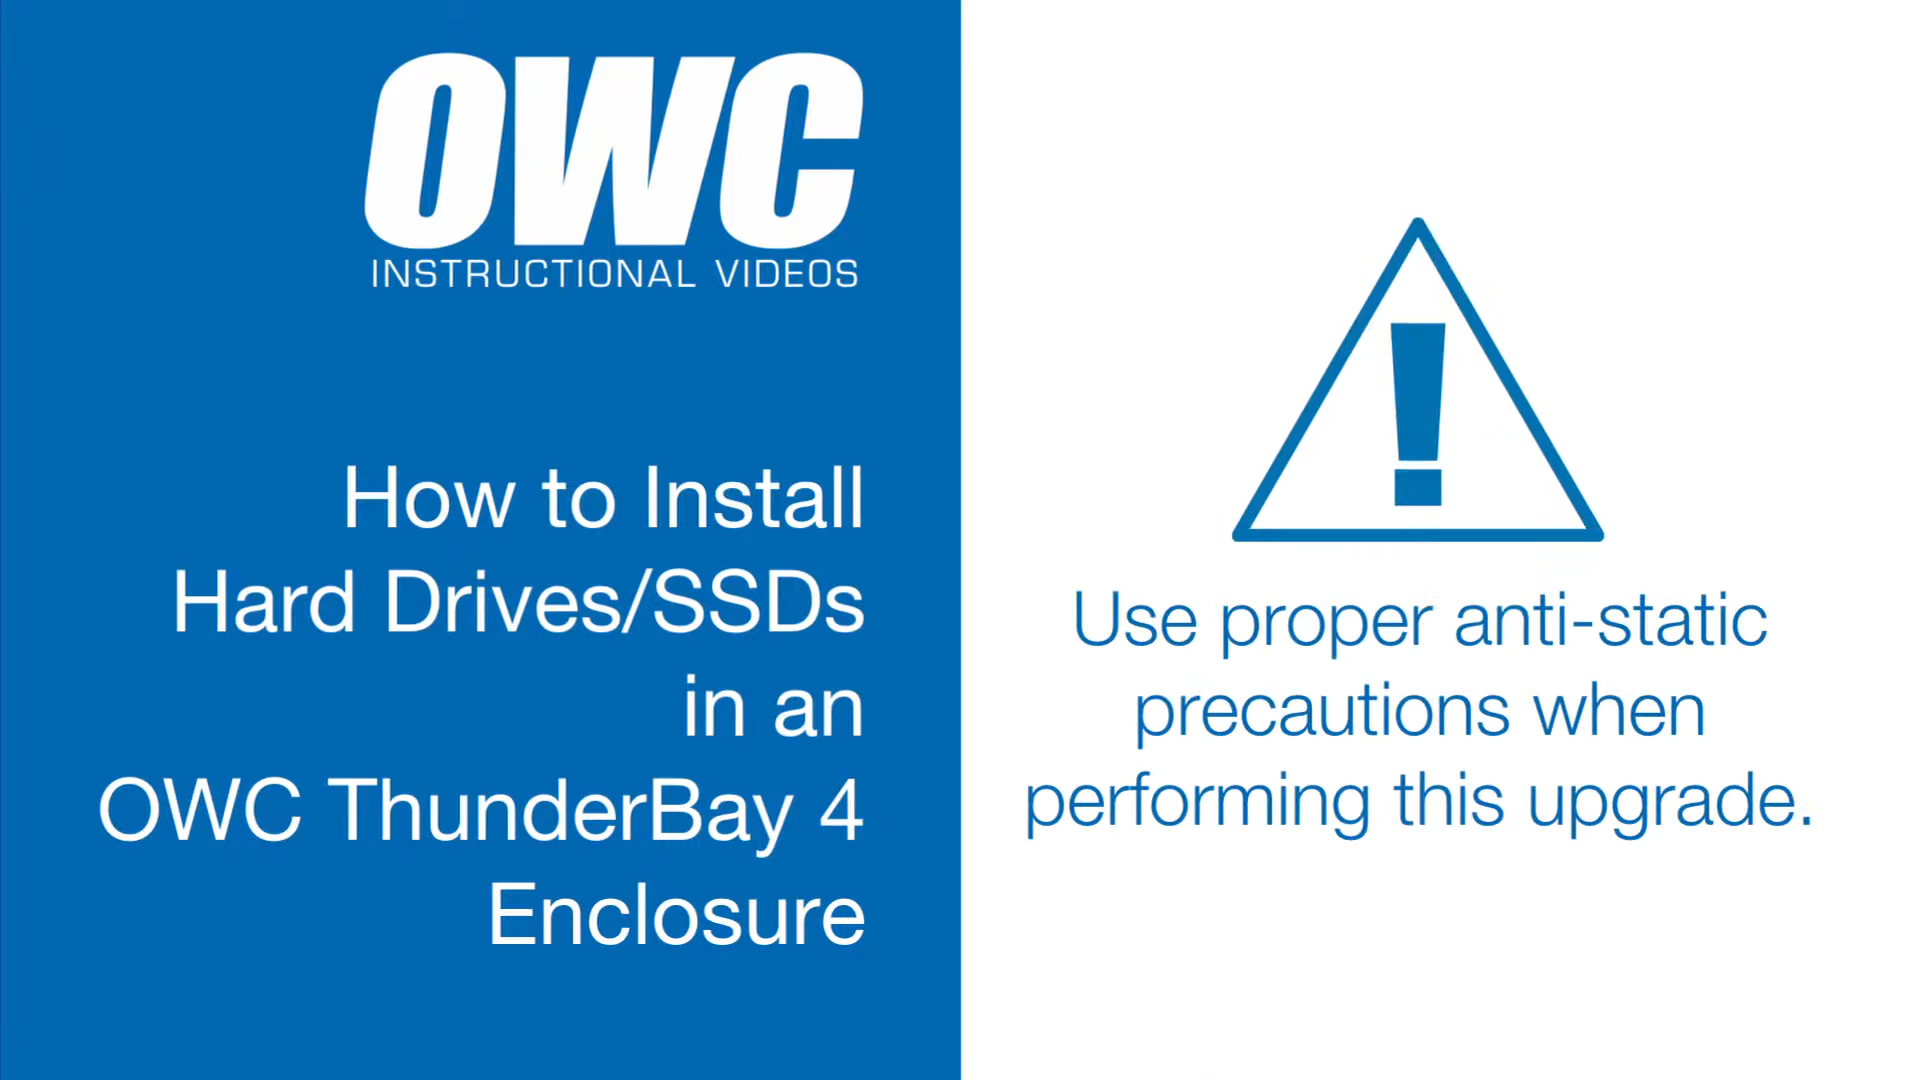 OWC
INSTRUCTIONAL VIDEOS
How to Install
Hard Drives/SSDs
in an
OWC ThunderBay 4
Enclosure
!
Use proper anti-static
precautions when
performing this upgrade.